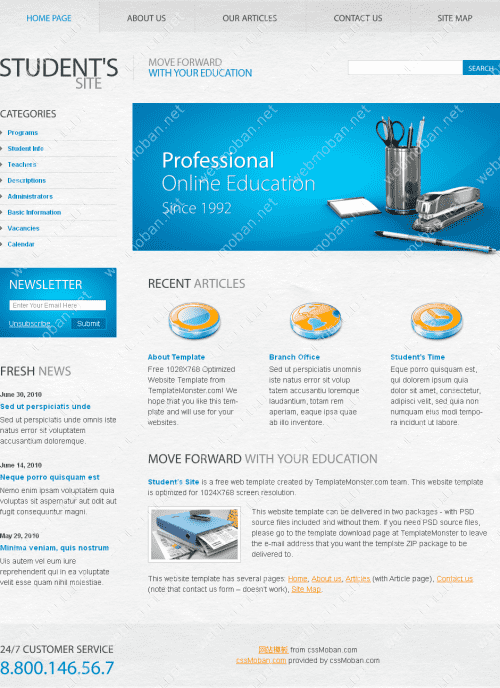 HOME PAGE
ABOUT US
OUR ARTICLES
CONTACT US
SITE MAP
STUDENT'S
SITE
MOVE FORWARD
WITH YOUR EDUCATION
SEARCH
CATEGORIES
Programs
Student Info
Teachers
Descriptions
Administrators
Basic Information
Vacancies
Calendar
Professional
Online Education
Since 1992
NEWSLETTER
Enter Your Email Here
Unsubscribe
Submit
FRESH NEWS
June 30, 2010
Sed ut perspiciatis unde
Sed ut perspiciatis unde omnis iste
natus error sit voluptatem
accusantium doloremque.
June 14, 2010
Neque porro quisquam est
Nemo enim ipsam voluptatem quia
voluptas sit aspernatur aut odit aut
fugit consequuntur magni.
May 29, 2010
Minima veniam, quis nostrum
Uis autem vel eum iure
reprehenderit qui in ea voluptate
velit esse quam nihil molestiae.
RECENT ARTICLES
About Template
Free 1028X768 Optimized
Website Template from
TemplateMonster.com! We
hope that you like this tem-
plate and will use for your
websites.
Branch Office
Sed ut perspiciatis unomnis
iste natus error sit volup
tatem accusantiu loremque
laudantium, totam rem
aperiam, eaque ipsa quae
ab illo inventore.
Student's Time
Eque porro quisquam est,
qui dolorem ipsum quia
dolor sit amet, consectetur,
adipisci velit, sed quia non
numquam eius modi tempo-
ra incidunt ut labore.
MOVE FORWARD WITH YOUR EDUCATION
Student's Site is a free web template created by TemplateMonster.com team. This website
template is optimized for 1024X768 screen resolution.
This website template can be delivered in two packages - with PSD
source files included and without them. If you need PSD source files,
please go to the template download page at TemplateMonster to leave
the e-mail address that you want the template ZIP package to be
delivered to.
This website template has several pages: Home, About us, Articles (with Article page), Contact us
(note that contact us form – doesn't work), Site Map.
24/7 CUSTOMER SERVICE
8.800.146.56.7
网站模板 from cssMoban.com
cssMoban.com provided by cssMoban.com
webmoban.net